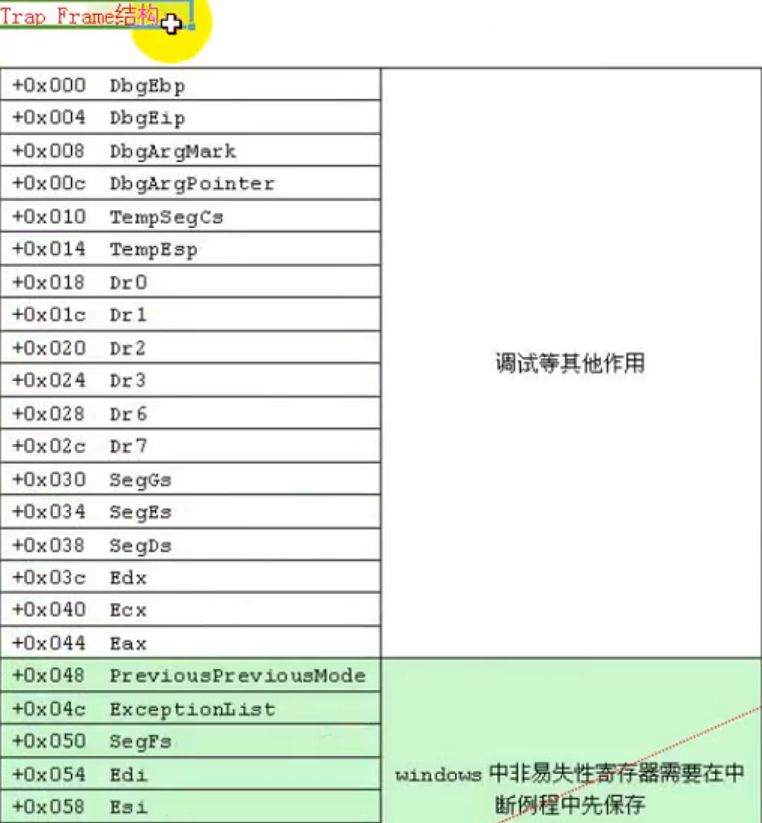 Trap Frame结构
+0x000 DbgEbp
+0x004 DbgEip
+0x008 DbgArgMark
+0x00c DbgArgPointer
+0x010 TempSegCs
+0x014 TempEsp
+0x018 Dr0
+0x01c Dr1
+0x020 Dr2
+0x024 Dr3
+0x028 Dr6
+0x02c Dr7
+0x030 SegGs
+0x034 SegEs
+0x038 SegDs
+0x03c Edx
+0x040 Ecx
+0x044 Eax
调试等其他作用
+0x048 PreviousPreviousMode
+0x04c ExceptionList
+0x050 SegFs
+0x054 Edi
+0x058 Esi
windows 中非易失性寄存器需要在中
断例程中先保存